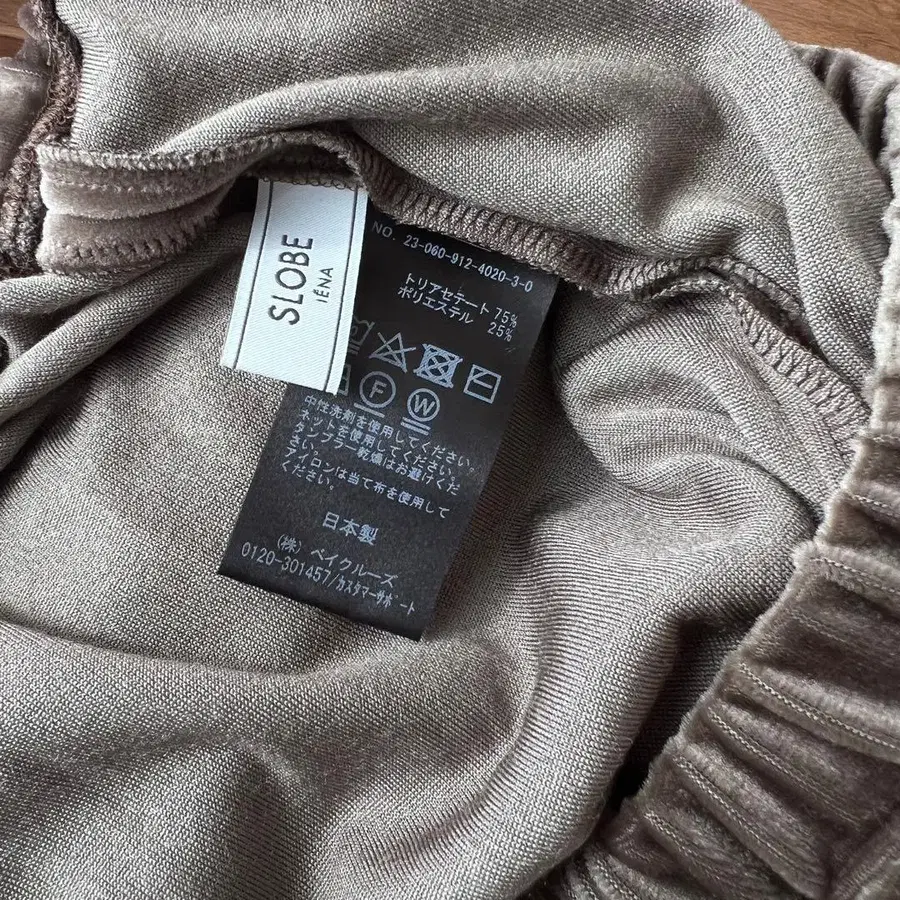 SLOBE
IÉNA
NO. 23-060-912-4020-3-0
トリアセテート 75%
ポリエステル 25%
F
W
中性洗剤を使用してください
ネットを使用してください。
タンブラー乾燥はお避けくだ
さい。
アイロンは当て布を使用して
ください。
日本製
(株) ベイクルーズ
0120-301457/カスタマーサポート